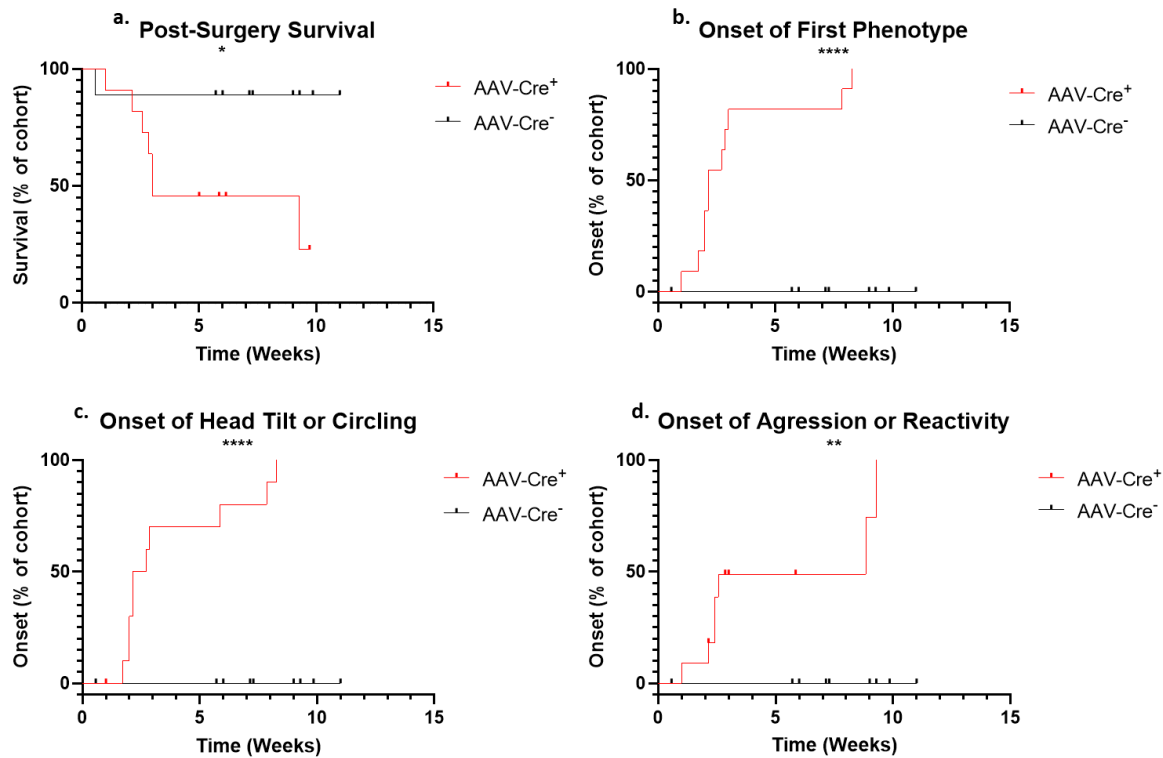 a.
Post-Surgery Survival
*
Survival (% of cohort)
100
50
0
0 5 10 15
Time (Weeks)
AAV-Cre⁺
AAV-Cre⁻
b.
Onset of First Phenotype
****
Onset (% of cohort)
100
50
0
0 5 10 15
Time (Weeks)
AAV-Cre⁺
AAV-Cre⁻
c.
Onset of Head Tilt or Circling
****
Onset (% of cohort)
100
50
0
0 5 10 15
Time (Weeks)
AAV-Cre⁺
AAV-Cre⁻
d.
Onset of Agression or Reactivity
**
Onset (% of cohort)
100
50
0
0 5 10 15
Time (Weeks)
AAV-Cre⁺
AAV-Cre⁻